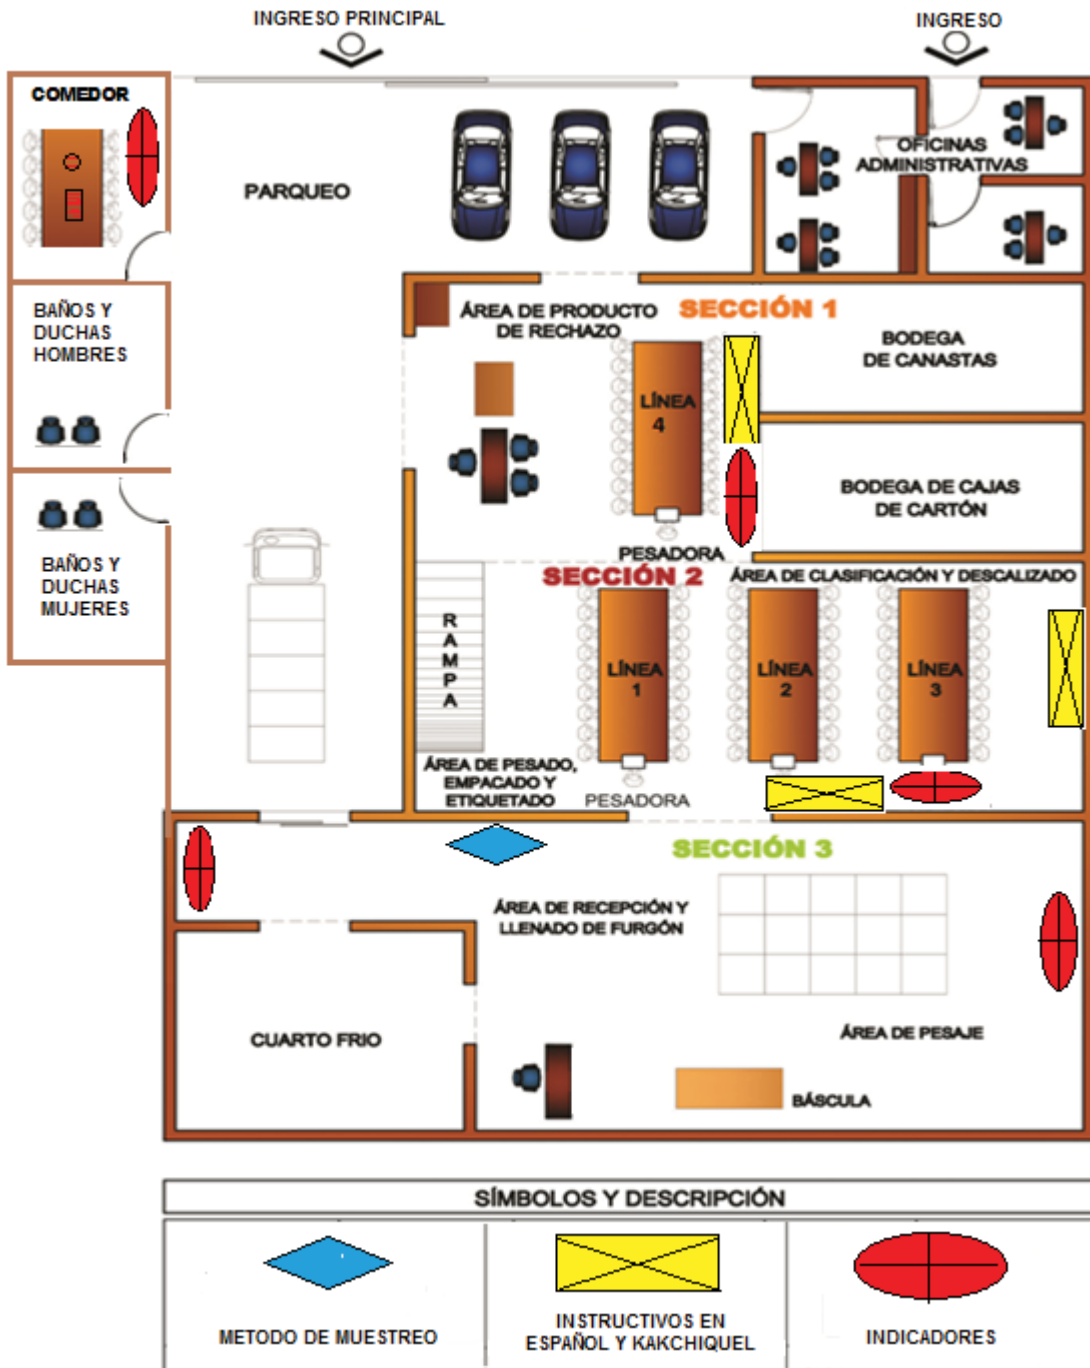 INGRESO PRINCIPAL
INGRESO
COMEDOR
PARQUEO
OFICINAS
ADMINISTRATIVAS
BAÑOS Y
DUCHAS
HOMBRES
ÁREA DE PRODUCTO
DE RECHAZO
SECCIÓN 1
BODEGA
DE CANASTAS
LÍNEA
4
BODEGA DE CAJAS
DE CARTÓN
BAÑOS Y
DUCHAS
MUJERES
PESADORA
SECCIÓN 2
ÁREA DE CLASIFICACIÓN Y DESCALIZADO
RAMPA
LÍNEA
1
LÍNEA
2
LÍNEA
3
ÁREA DE PESADO,
EMPACADO Y
ETIQUETADO
PESADORA
SECCIÓN 3
ÁREA DE RECEPCIÓN Y
LLENADO DE FURGÓN
CUARTO FRIO
ÁREA DE PESAJE
BÁSCULA
SÍMBOLOS Y DESCRIPCIÓN
METODO DE MUESTREO
INSTRUCTIVOS EN
ESPAÑOL Y KAKCHIQUEL
INDICADORES